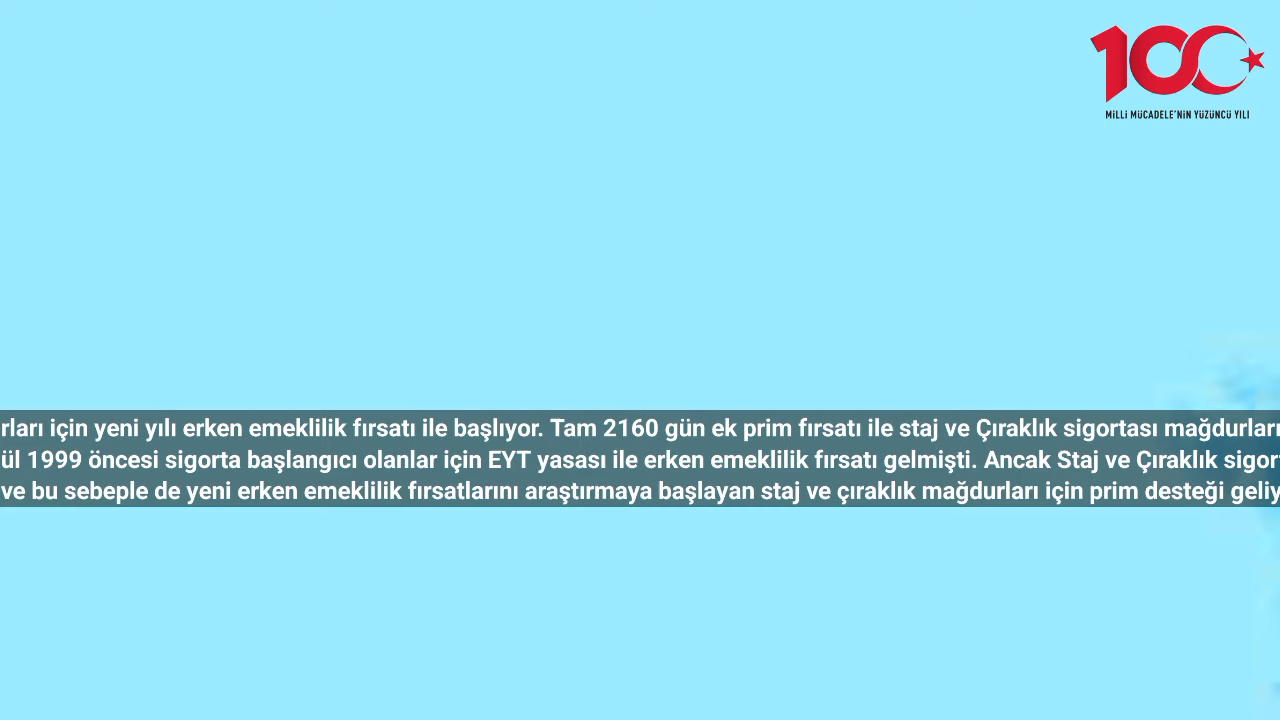 100
MİLLİ MÜCADELE'NİN YÜZÜNCÜ YILI
rları için yeni yılı erken emeklilik fırsatı ile başlıyor. Tam 2160 gün ek prim fırsatı ile staj ve Çıraklık sigortası mağdurları
ül 1999 öncesi sigorta başlangıcı olanlar için EYT yasası ile erken emeklilik fırsatı gelmişti. Ancak Staj ve Çıraklık sigor
ve bu sebeple de yeni erken emeklilik fırsatlarını araştırmaya başlayan staj ve çıraklık mağdurları için prim desteği geliy